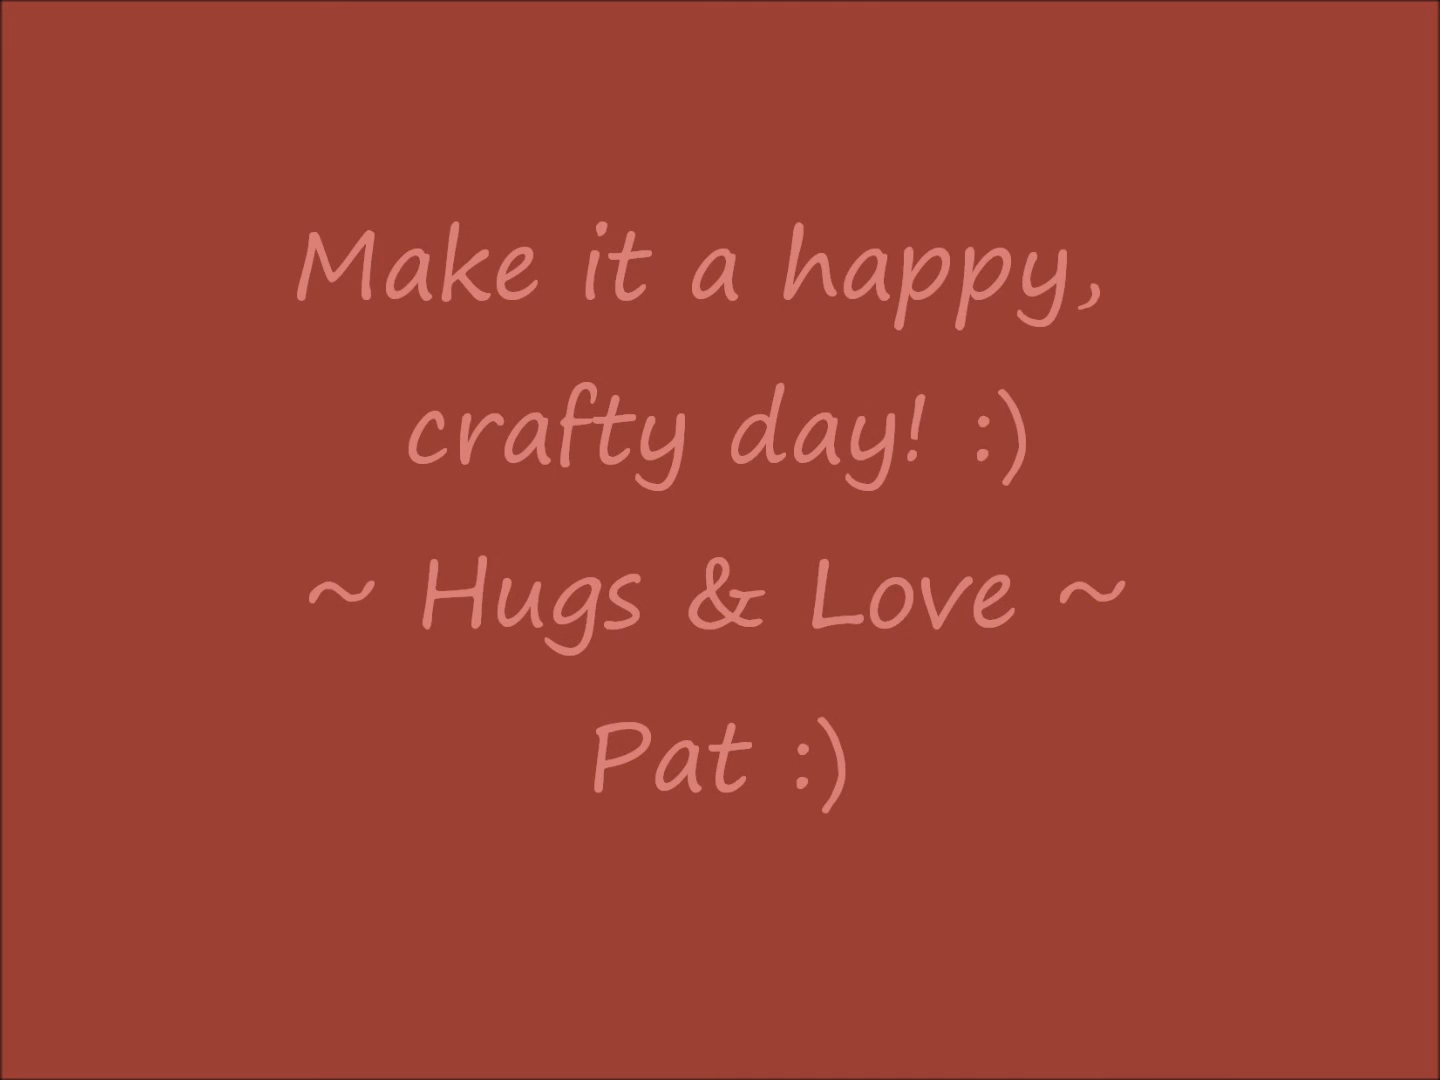 Make it a happy,
crafty day! :)
~ Hugs & Love ~
Pat :)